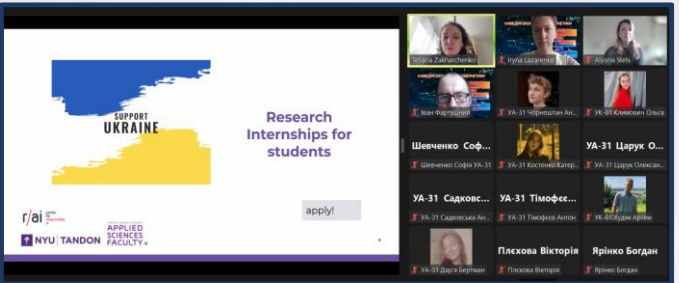 SUPPORT
UKRAINE
Research
Internships for
students
apply!
r/ai
NYU | TANDON
APPLIED
SCIENCES
FACULTY
Tetiana Zakharchenko
Iryna Lazarenko
Alyona Slets
Іван Фартушний
УА-31 Чорноштан Ан...
УК-01 Климович Ольга
Шевченко Соф...
УА-31 Царук О...
Шевченко Софія УА-31
УА-31 Костенко Катер...
УА-31 Царук Олексан...
УА-31 Садковс...
УА-31 Тімофєє...
УА-31 Садковська Ан...
УА-31 Тімофєєв Антон
УК-01 Худяк Артем
Плєхова Вікторія
Ярінко Богдан
УА-31 Дар'я Бертман
Плєхова Вікторія
Ярінко Богдан